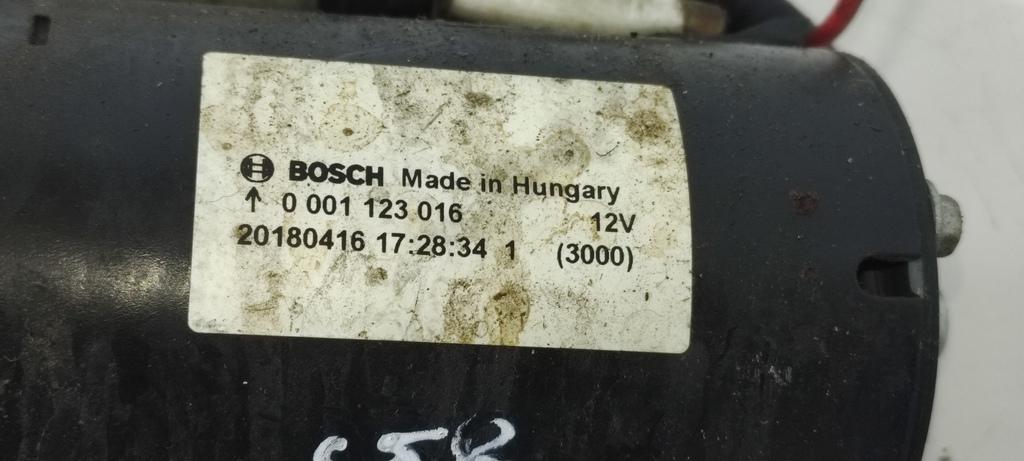 BOSCH Made in Hungary
↑ 0 001 123 016 12V
20180416 17:28:34 1 (3000)